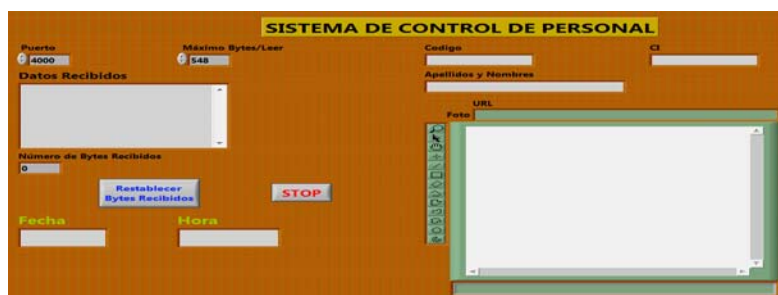 SISTEMA DE CONTROL DE PERSONAL
Puerto
4000
Máximo Bytes/Leer
548
Datos Recibidos
Número de Bytes Recibidos
0
Restablecer
Bytes Recibidos
STOP
Fecha
Hora
Codigo
CI
Apellidos y Nombres
URL
Foto